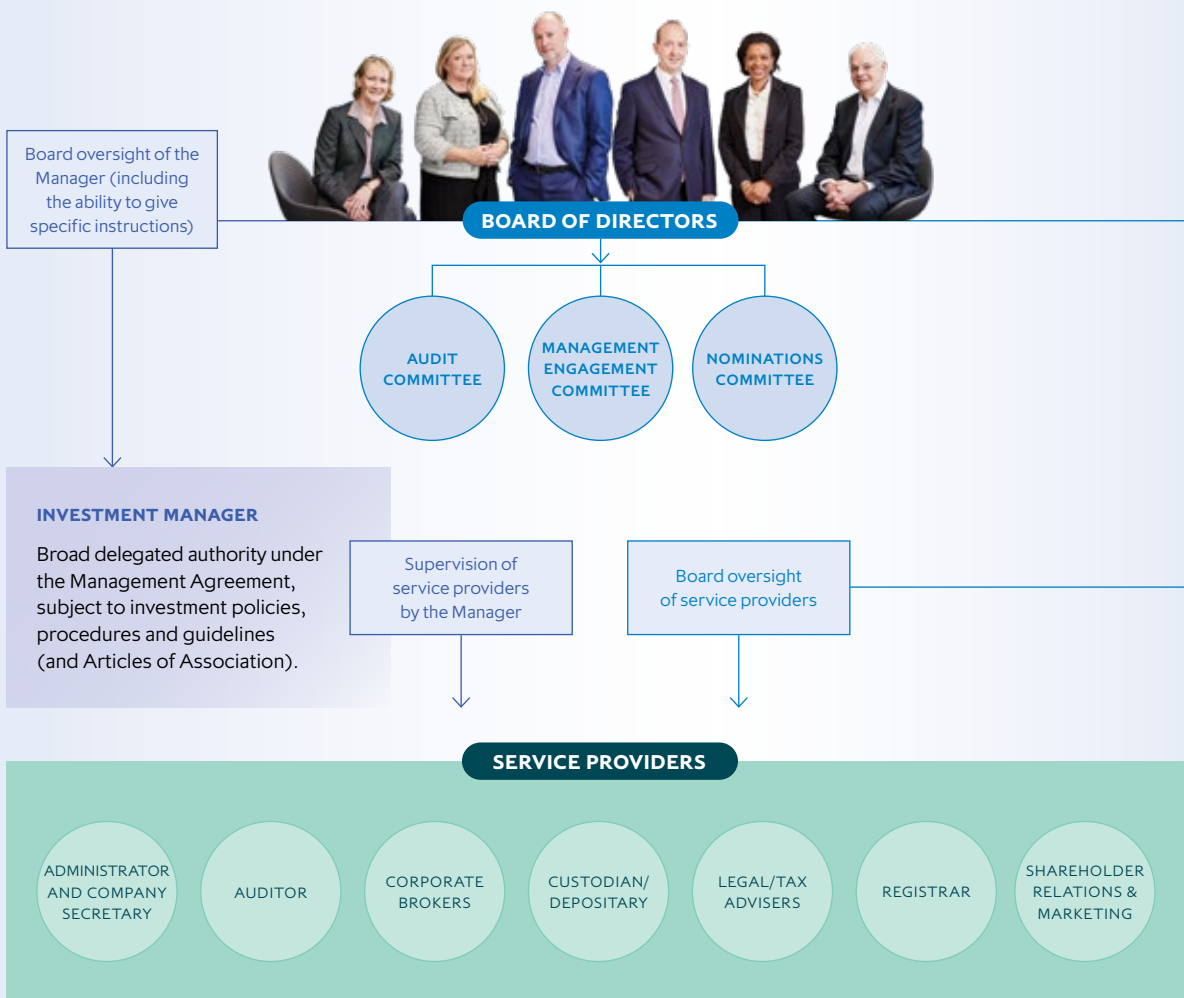 Board oversight of the
Manager (including
the ability to give
specific instructions)
BOARD OF DIRECTORS
AUDIT
COMMITTEE
MANAGEMENT
ENGAGEMENT
COMMITTEE
NOMINATIONS
COMMITTEE
INVESTMENT MANAGER
Broad delegated authority under
the Management Agreement,
subject to investment policies,
procedures and guidelines
(and Articles of Association).
Supervision of
service providers
by the Manager
Board oversight
of service providers
SERVICE PROVIDERS
ADMINISTRATOR
AND COMPANY
SECRETARY
AUDITOR
CORPORATE
BROKERS
CUSTODIAN/
DEPOSITARY
LEGAL/TAX
ADVISERS
REGISTRAR
SHAREHOLDER
RELATIONS &
MARKETING